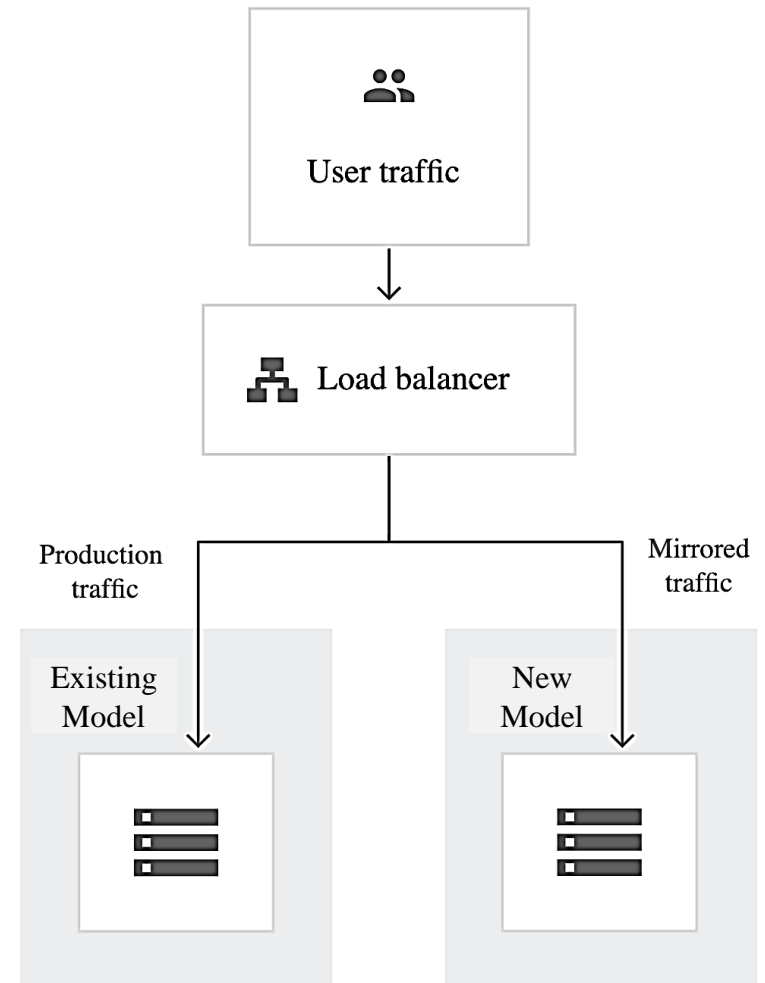 User traffic
Load balancer
Production
traffic
Mirrored
traffic
Existing
Model
New
Model